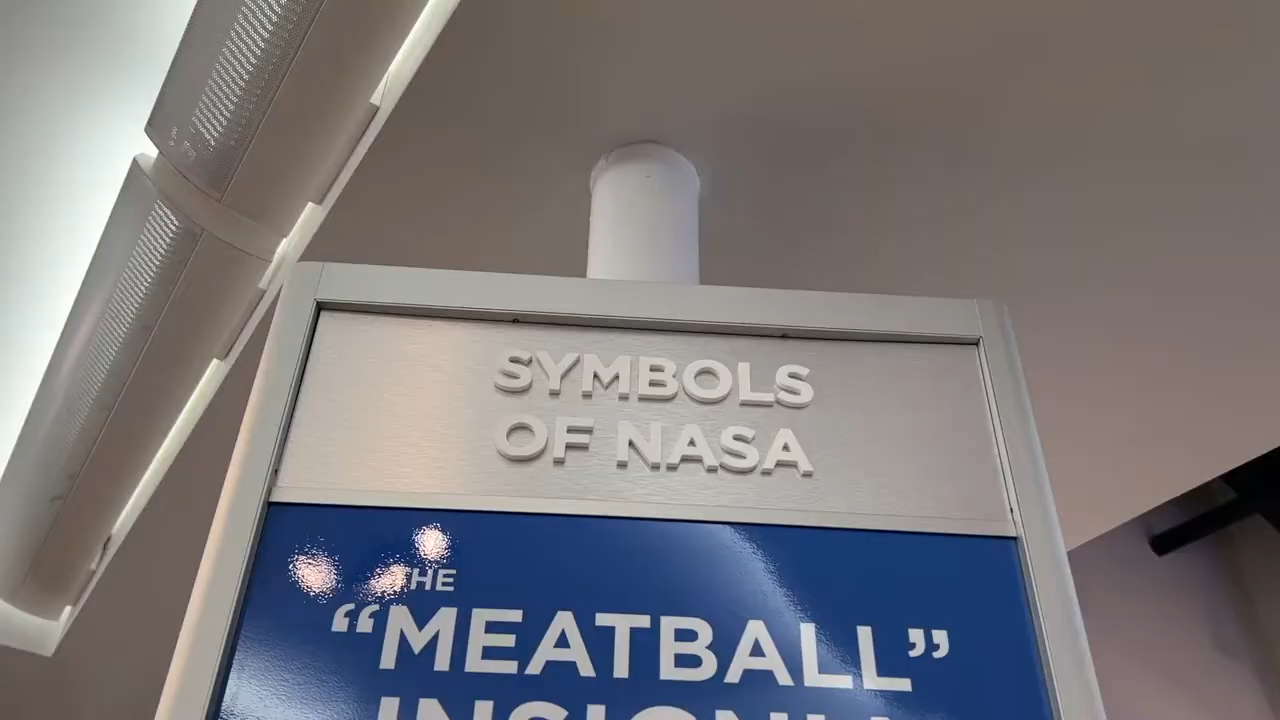 SYMBOLS
OF NASA
THE
“MEATBALL”
INSIGNIA